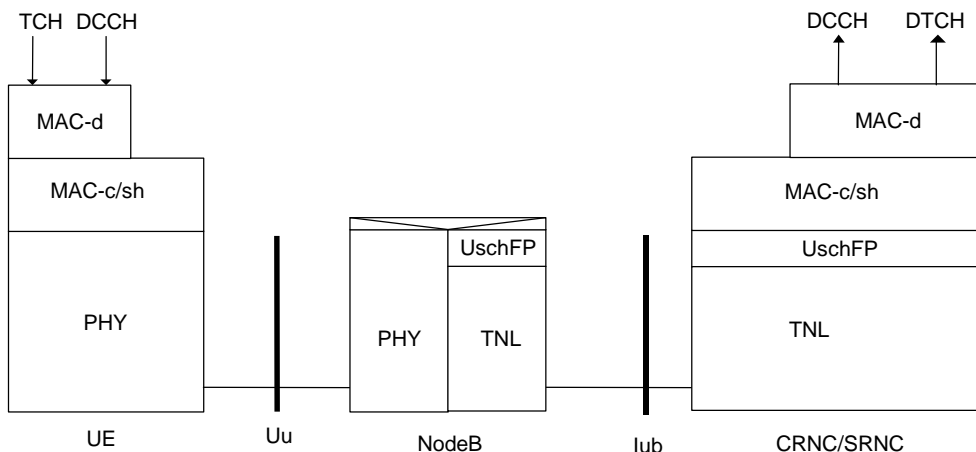 TCH DCCH
DCCH DTCH
MAC-d
MAC-d
MAC-c/sh
MAC-c/sh
UschFP
UschFP
PHY
PHY
TNL
TNL
UE
Uu
NodeB
Iub
CRNC/SRNC